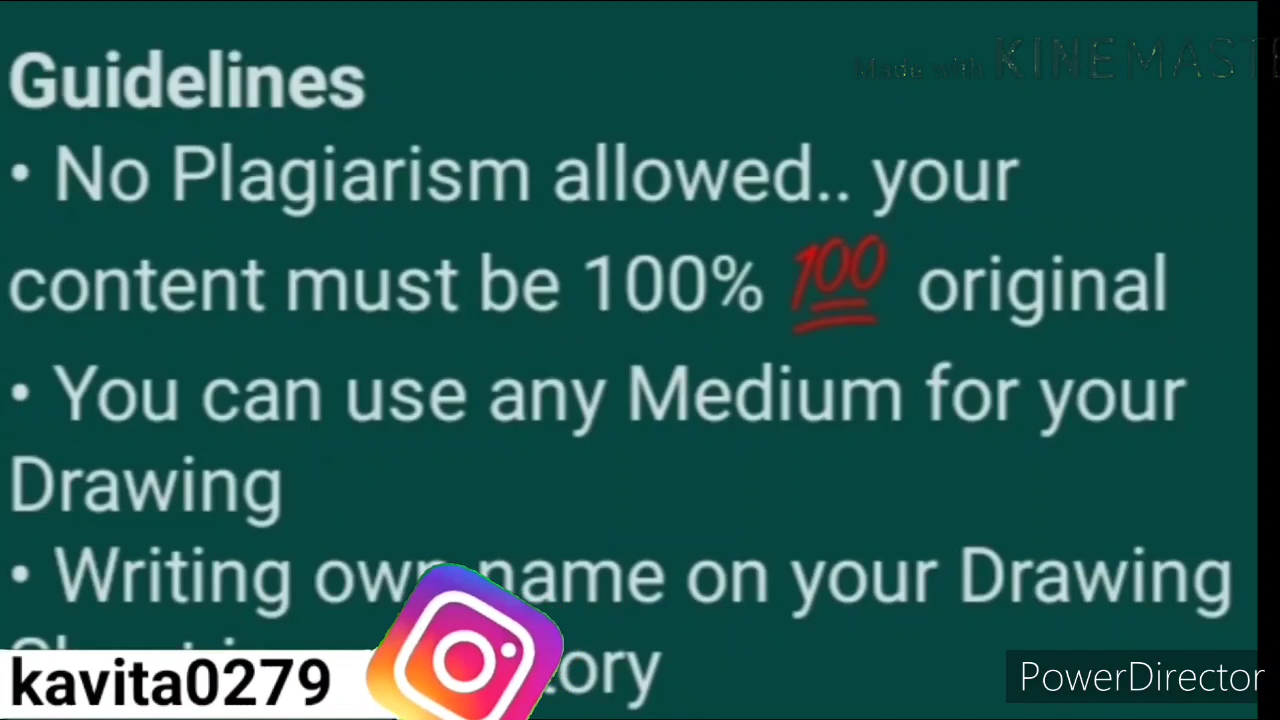 Guidelines
Made with KINEMAST
• No Plagiarism allowed.. your
content must be 100% 💯 original
• You can use any Medium for your
Drawing
• Writing own name on your Drawing
ory
kavita0279
PowerDirector